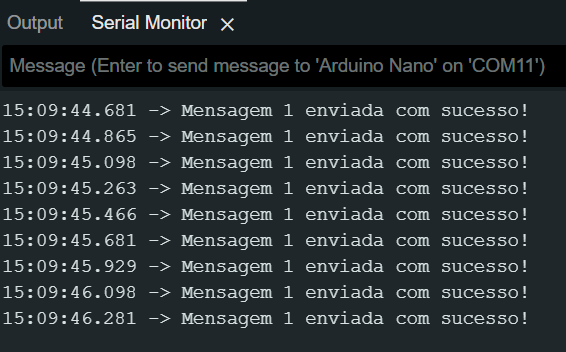 Output Serial Monitor ×
Message (Enter to send message to 'Arduino Nano' on 'COM11')
15:09:44.681 -> Mensagem 1 enviada com sucesso!
15:09:44.865 -> Mensagem 1 enviada com sucesso!
15:09:45.098 -> Mensagem 1 enviada com sucesso!
15:09:45.263 -> Mensagem 1 enviada com sucesso!
15:09:45.466 -> Mensagem 1 enviada com sucesso!
15:09:45.681 -> Mensagem 1 enviada com sucesso!
15:09:45.929 -> Mensagem 1 enviada com sucesso!
15:09:46.098 -> Mensagem 1 enviada com sucesso!
15:09:46.281 -> Mensagem 1 enviada com sucesso!